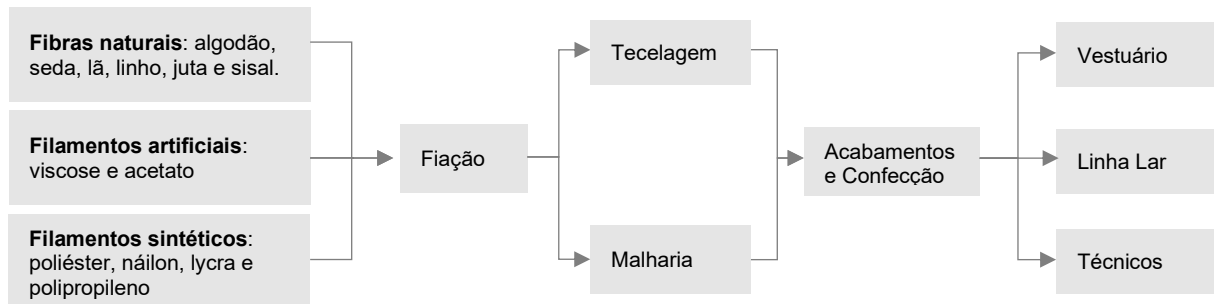 Fibras naturais: algodão,
seda, lã, linho, juta e sisal.
Filamentos artificiais:
viscose e acetato
Filamentos sintéticos:
poliéster, náilon, lycra e
polipropileno
Fiação
Tecelagem
Malharia
Acabamentos
e Confecção
Vestuário
Linha Lar
Técnicos